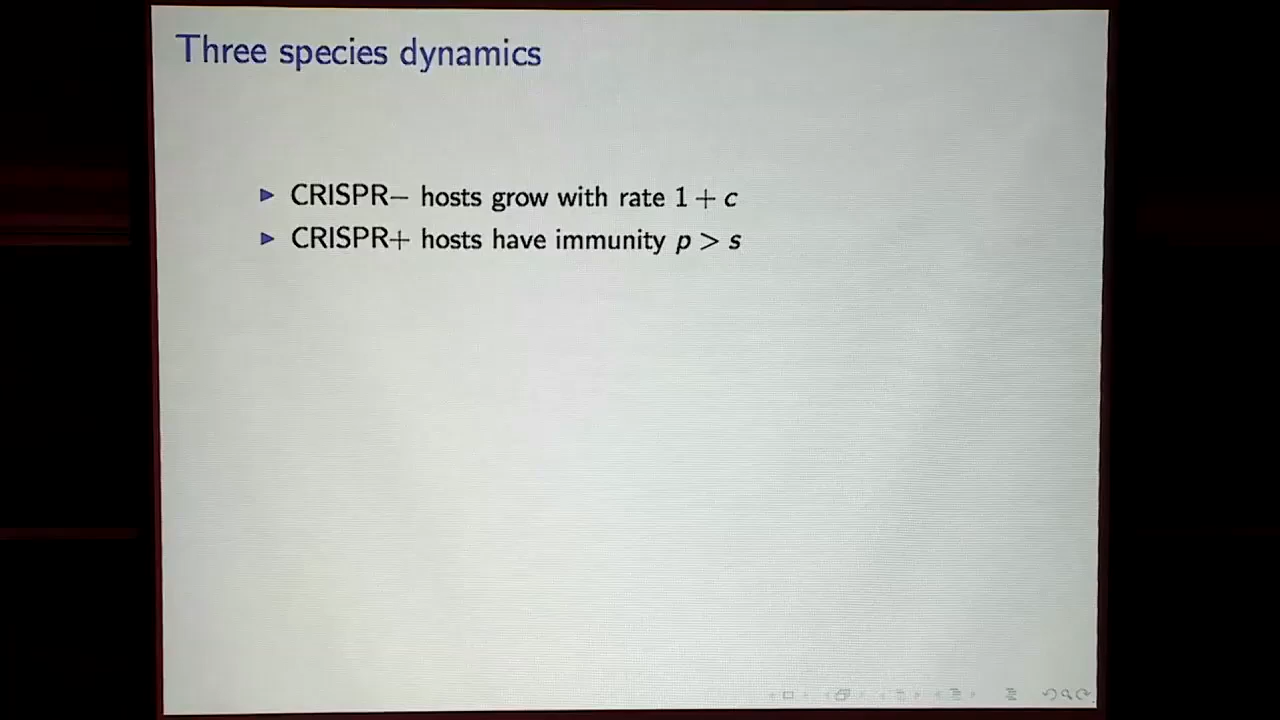 Three species dynamics
CRISPR− hosts grow with rate 1 + c
CRISPR+ hosts have immunity p > s